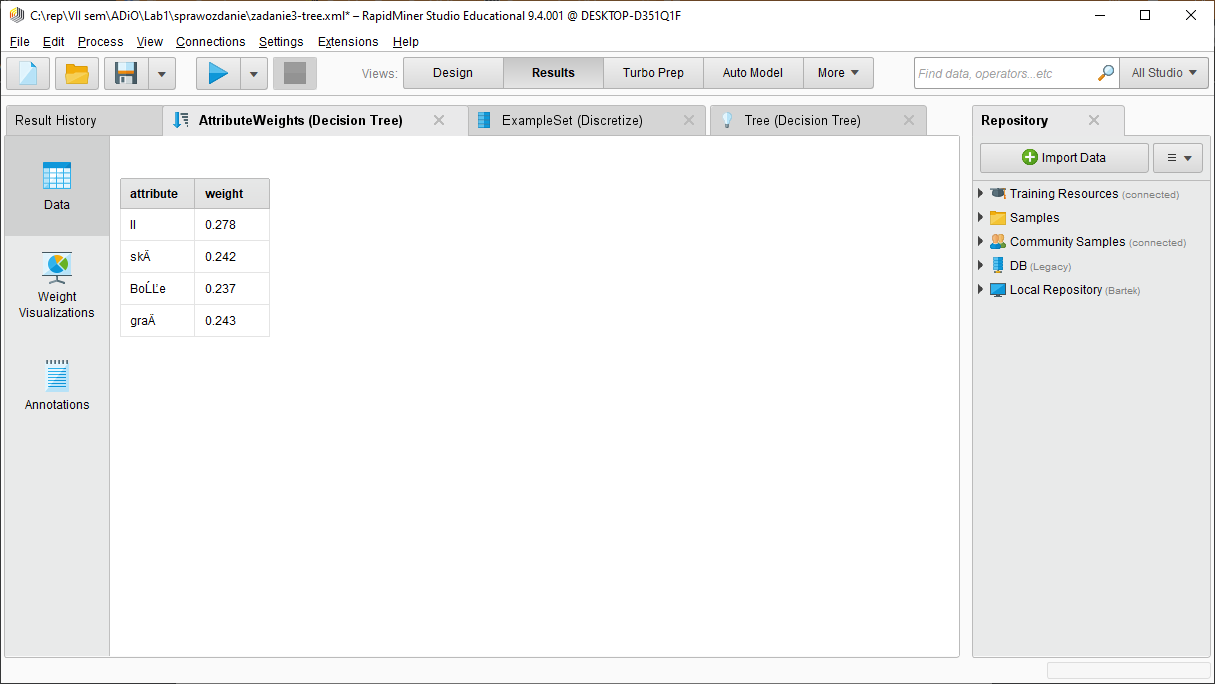 C:\rep\VII sem\ADiO\Lab1\sprawozdanie\zadanie3-tree.xml* – RapidMiner Studio Educational 9.4.001 @ DESKTOP-D351Q1F
File Edit Process View Connections Settings Extensions Help
Views: Design Results Turbo Prep Auto Model More Find data, operators...etc All Studio
Result History AttributeWeights (Decision Tree) ExampleSet (Discretize) Tree (Decision Tree) Repository
Import Data
Data
Weight
Visualizations
Annotations
attribute weight
II 0.278
skÄ 0.242
BoĹĽe 0.237
graÄ 0.243
Training Resources (connected)
Samples
Community Samples (connected)
DB (Legacy)
Local Repository (Bartek)